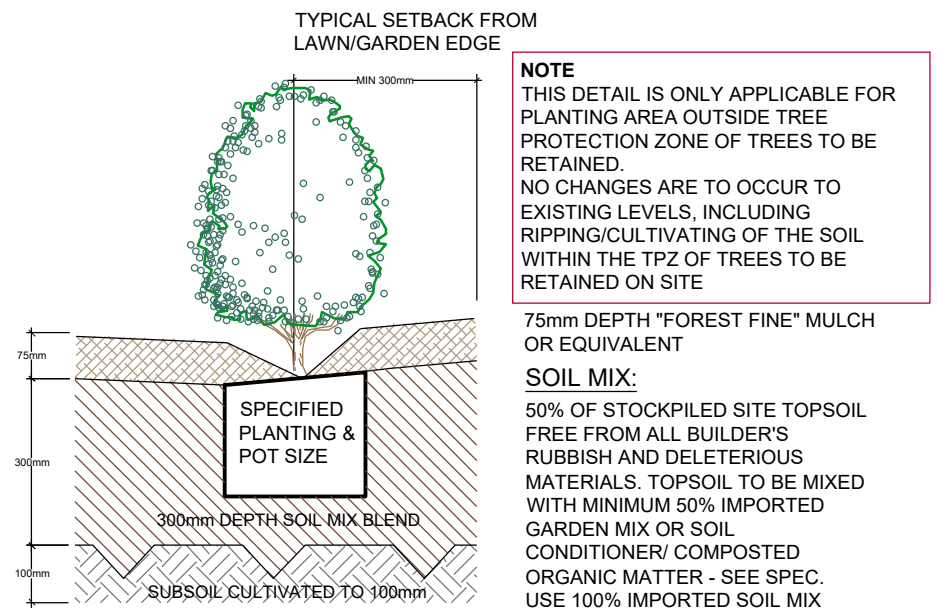 TYPICAL SETBACK FROM
LAWN/GARDEN EDGE
MIN 300mm
NOTE
THIS DETAIL IS ONLY APPLICABLE FOR
PLANTING AREA OUTSIDE TREE
PROTECTION ZONE OF TREES TO BE
RETAINED.
NO CHANGES ARE TO OCCUR TO
EXISTING LEVELS, INCLUDING
RIPPING/CULTIVATING OF THE SOIL
WITHIN THE TPZ OF TREES TO BE
RETAINED ON SITE
75mm DEPTH "FOREST FINE" MULCH
OR EQUIVALENT
SOIL MIX:
50% OF STOCKPILED SITE TOPSOIL
FREE FROM ALL BUILDER'S
RUBBISH AND DELETERIOUS
MATERIALS. TOPSOIL TO BE MIXED
WITH MINIMUM 50% IMPORTED
GARDEN MIX OR SOIL
CONDITIONER/ COMPOSTED
ORGANIC MATTER - SEE SPEC.
USE 100% IMPORTED SOIL MIX
75mm
300mm
100mm
SPECIFIED
PLANTING &
POT SIZE
300mm DEPTH SOIL MIX BLEND
SUBSOIL CULTIVATED TO 100mm